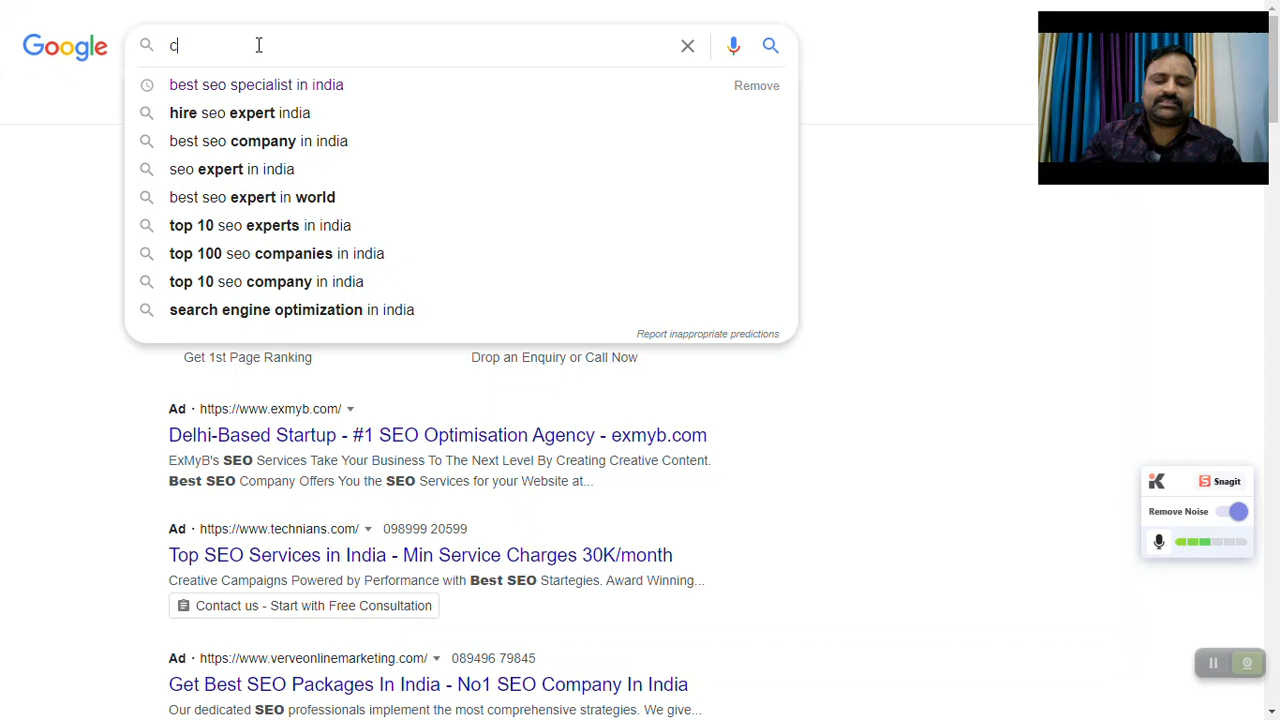 Google
c
best seo specialist in india
Remove
hire seo expert india
best seo company in india
seo expert in india
best seo expert in world
top 10 seo experts in india
top 100 seo companies in india
top 10 seo company in india
search engine optimization in india
Report inappropriate predictions
Get 1st Page Ranking
Drop an Enquiry or Call Now
Ad · https://www.exmyb.com/
Delhi-Based Startup - #1 SEO Optimisation Agency - exmyb.com
ExMyB's SEO Services Take Your Business To The Next Level By Creating Creative Content.
Best SEO Company Offers You the SEO Services for your Website at...
K
Snagit
Remove Noise
Ad · https://www.technians.com/ 098999 20599
Top SEO Services in India - Min Service Charges 30K/month
Creative Campaigns Powered by Performance with Best SEO Startegies. Award Winning...
Contact us - Start with Free Consultation
Ad · https://www.verveonlinemarketing.com/ 089496 79845
Get Best SEO Packages In India - No1 SEO Company In India
Our dedicated SEO professionals implement the most comprehensive strategies. We give...